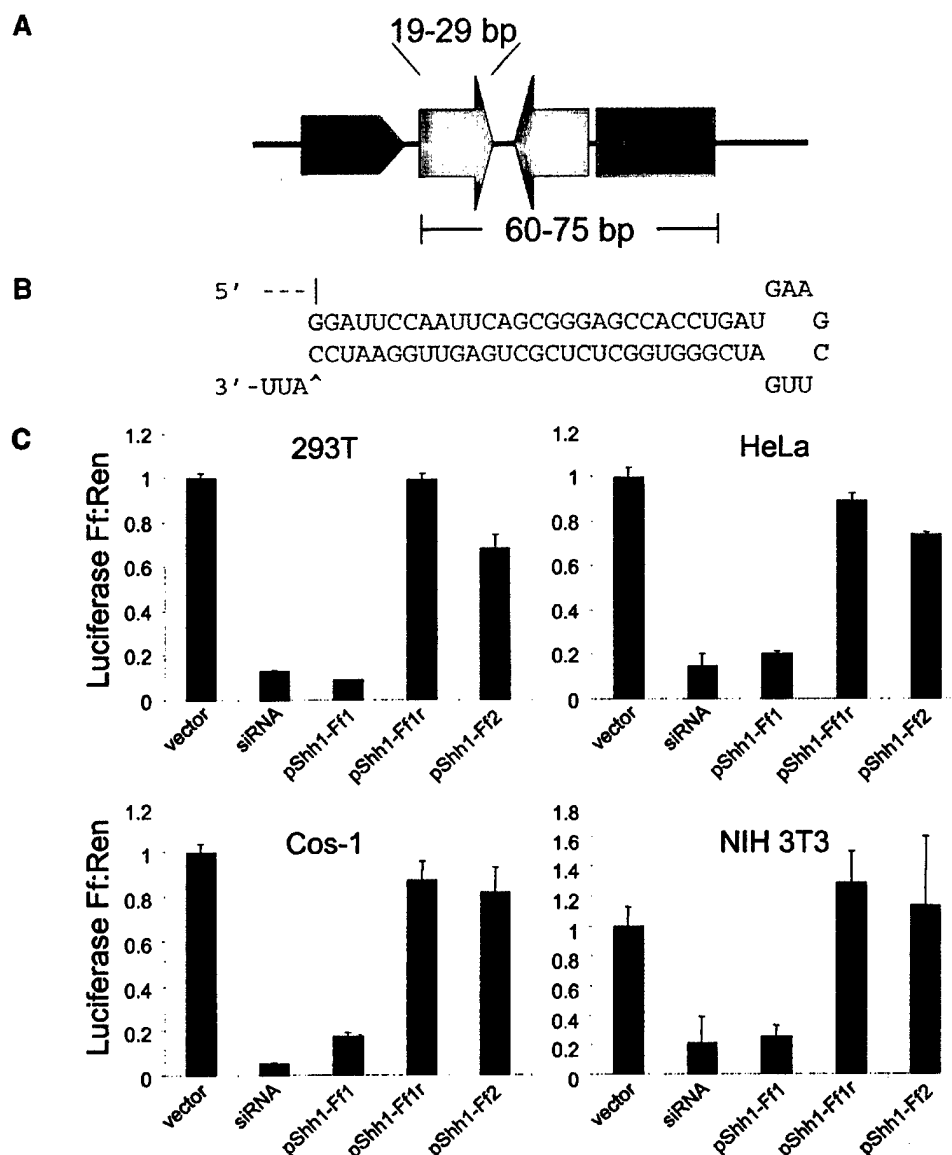 A
19-29 bp
60-75 bp
B
5' ---|
GAA
GGAUUCCAAUUCAGCGGGAGCCACCUGAU G
CCUAAGGUUGAGUCGCUCUCGGUGGGCUA C
3'-UUA^
GUU
C
293T
Luciferase Ff:Ren
1.2
1
0.8
0.6
0.4
0.2
0
vector
siRNA
pShh1-Ff1
pShh1-Ff1r
pShh1-Ff2
HeLa
1.2
1
0.8
0.6
0.4
0.2
0
vector
siRNA
pShh1-Ff1
pShh1-Ff1r
pShh1-Ff2
Cos-1
Luciferase Ff:Ren
1.2
1
0.8
0.6
0.4
0.2
0
vector
siRNA
pShh1-Ff1
pShh1-Ff1r
pShh1-Ff2
NIH 3T3
1.8
1.6
1.4
1.2
1
0.8
0.6
0.4
0.2
0
vector
siRNA
pShh1-Ff1
pShh1-Ff1r
pShh1-Ff2